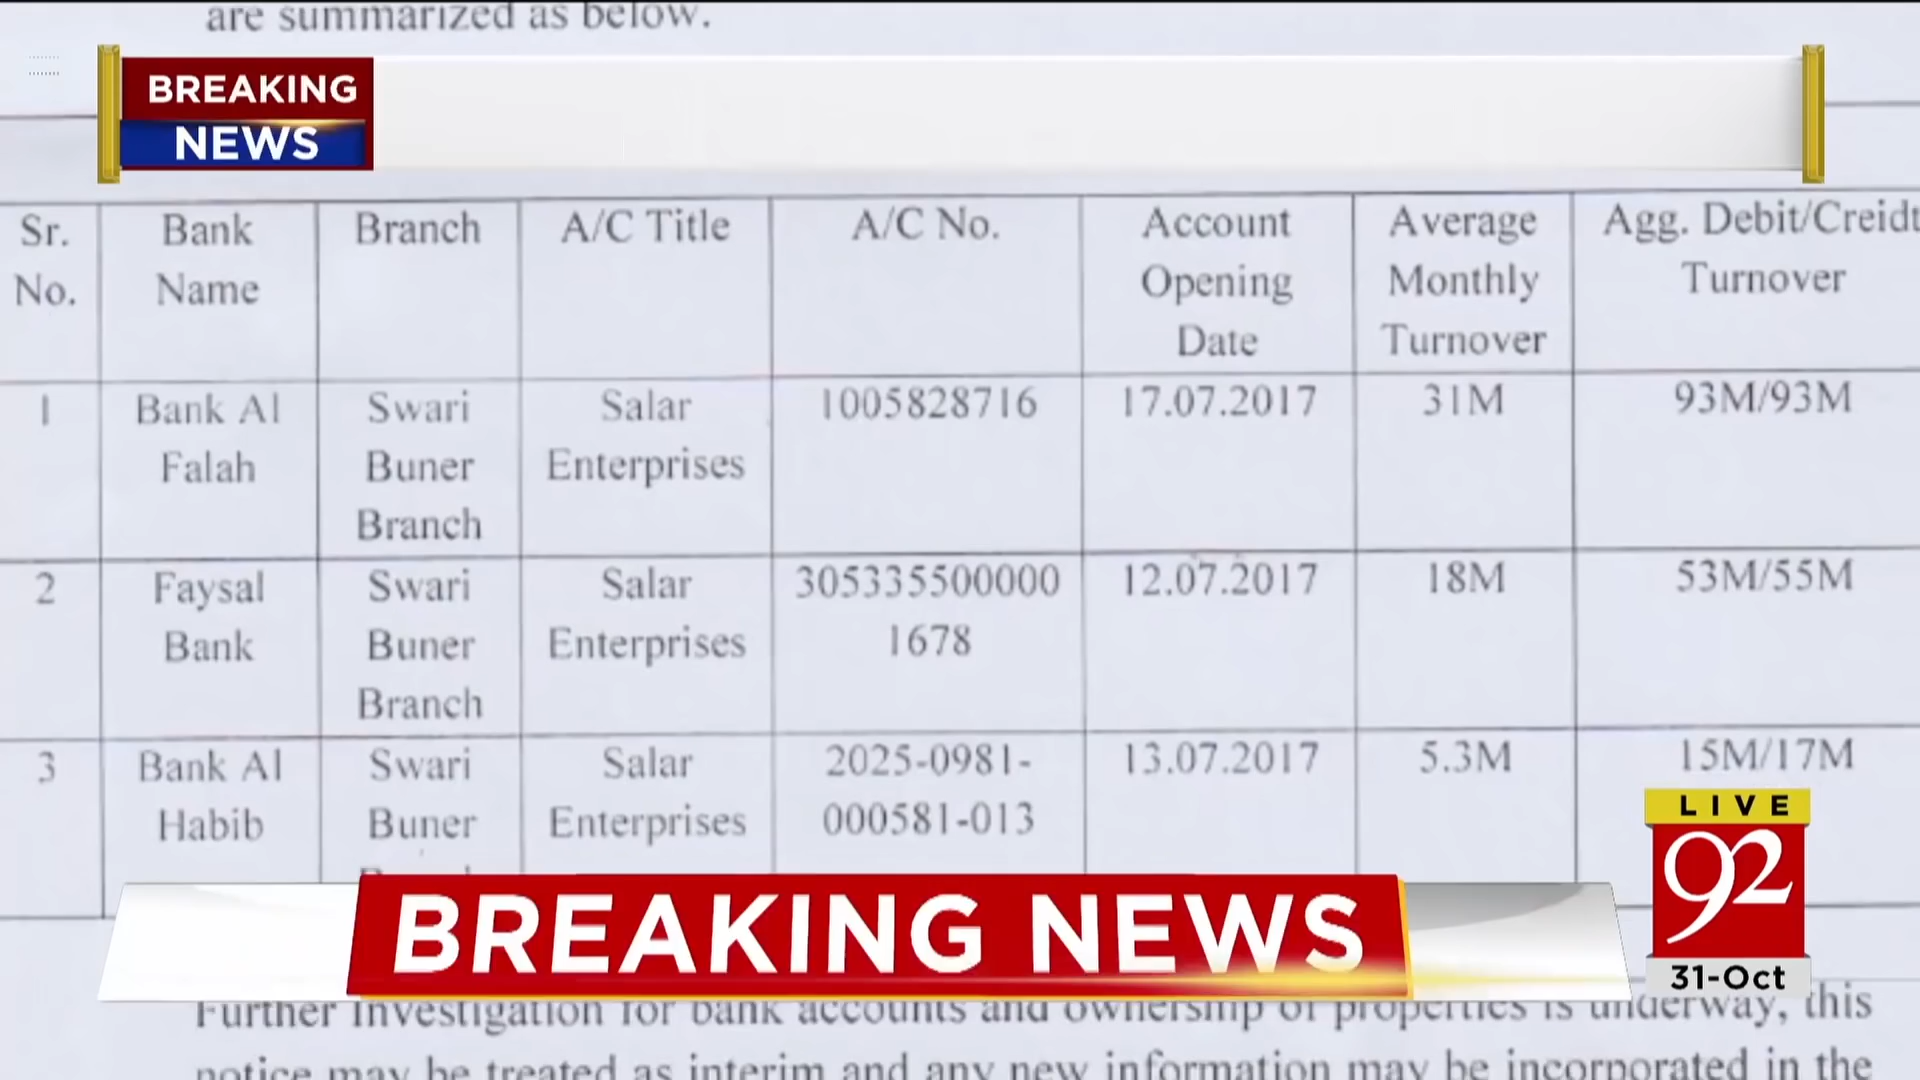 are summarized as below.
BREAKING
NEWS
Sr. No.
Bank Name
Branch
A/C Title
A/C No.
Account Opening Date
Average Monthly Turnover
Agg. Debit/Creidt Turnover
1
Bank Al Falah
Swari Buner Branch
Salar Enterprises
1005828716
17.07.2017
31M
93M/93M
2
Faysal Bank
Swari Buner Branch
Salar Enterprises
305335500000 1678
12.07.2017
18M
53M/55M
3
Bank Al Habib
Swari Buner
Salar Enterprises
2025-0981-000581-013
13.07.2017
5.3M
15M/17M
LIVE
92
31-Oct
BREAKING NEWS
Further Investigation for bank accounts and ownership of properties is underway, this
notice may be treated as interim and any new information may be incorporated in the